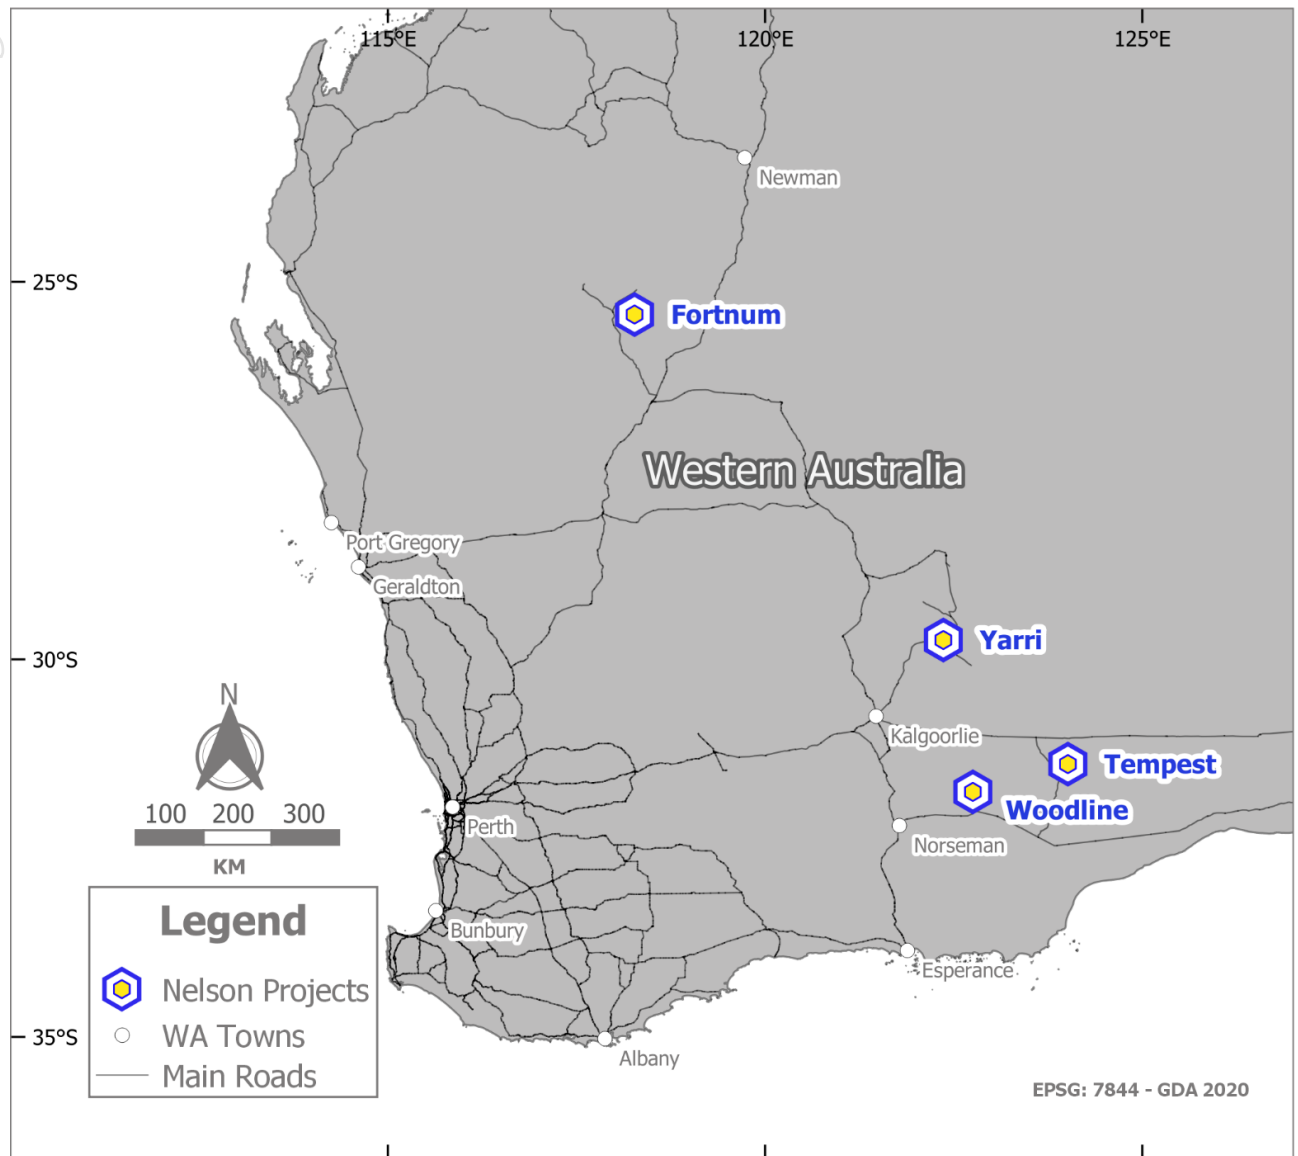 115°E 120°E 125°E
Newman
25°S
Fortnum
Western Australia
Port Gregory
Geraldton
Yarri
30°S
N
Kalgoorlie
Tempest
100 200 300
Woodline
Perth
Norseman
KM
Legend
Bunbury
Esperance
Nelson Projects
WA Towns
35°S
Albany
Main Roads
EPSG: 7844 - GDA 2020